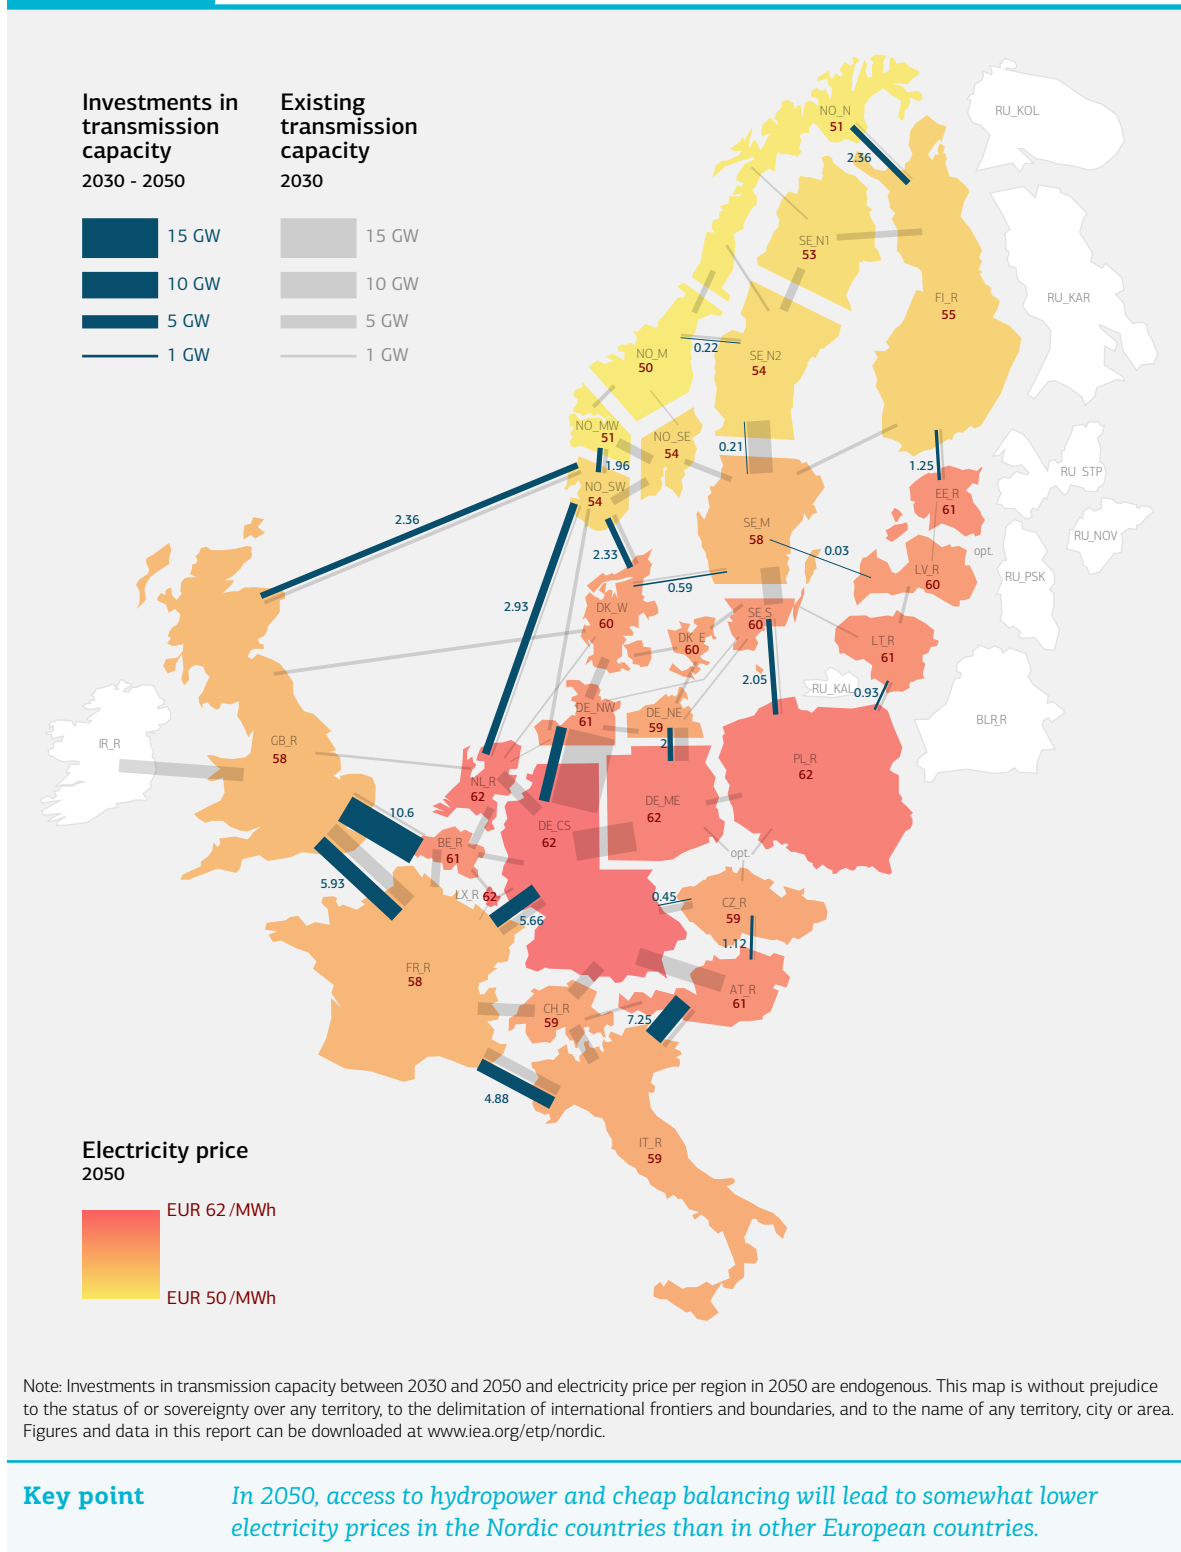 Investments in
transmission
capacity
2030 - 2050
15 GW
10 GW
5 GW
1 GW
Existing
transmission
capacity
2030
15 GW
10 GW
5 GW
1 GW
NO_N
51
2.36
RU_KOL
SE_N1
53
FI_R
55
RU_KAR
NO_M
50
0.22
SE_N2
54
NO_MW
51
NO_SE
54
0.21
1.96
1.25
RU_STP
NO_SW
54
EE_R
61
2.36
SE_M
58
RU_NOV
2.33
0.03
opt.
LV_R
60
RU_PSK
0.59
2.93
DK_W
60
SE_S
60
DK_E
60
LT_R
61
2.05
RU_KAL
0.93
BLR_R
DE_NW
61
DE_NE
59
2
IR_R
GB_R
58
PL_R
62
NL_R
62
DE_ME
62
10.6
DE_CS
62
BE_R
61
opt.
5.93
LX_R 62
0.45
CZ_R
59
5.66
1.12
FR_R
58
AT_R
61
CH_R
59
7.25
4.88
IT_R
59
Electricity price
2050
EUR 62 /MWh
EUR 50 /MWh
Note: Investments in transmission capacity between 2030 and 2050 and electricity price per region in 2050 are endogenous. This map is without prejudice
to the status of or sovereignty over any territory, to the delimitation of international frontiers and boundaries, and to the name of any territory, city or area.
Figures and data in this report can be downloaded at www.iea.org/etp/nordic.
Key point
In 2050, access to hydropower and cheap balancing will lead to somewhat lower
electricity prices in the Nordic countries than in other European countries.